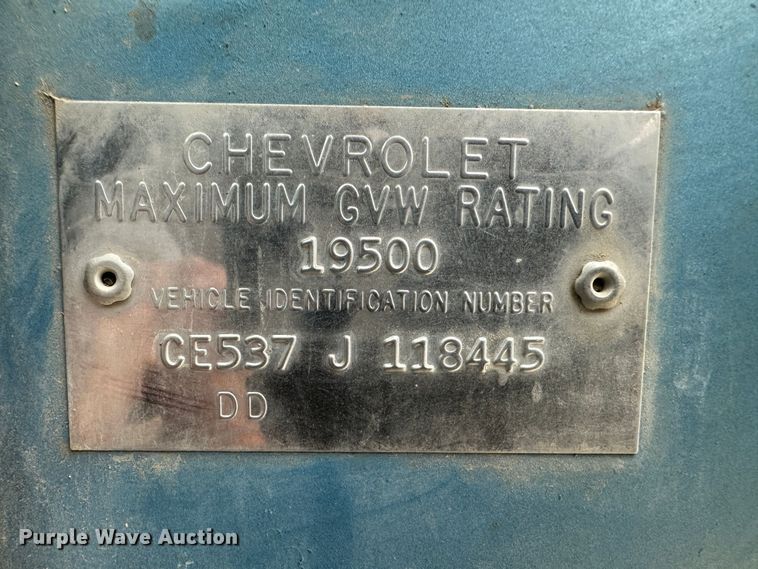 CHEVROLET
MAXIMUM GVW RATING
19500
VEHICLE IDENTIFICATION NUMBER
CE537 J 118445
DD
Purple Wave Auction